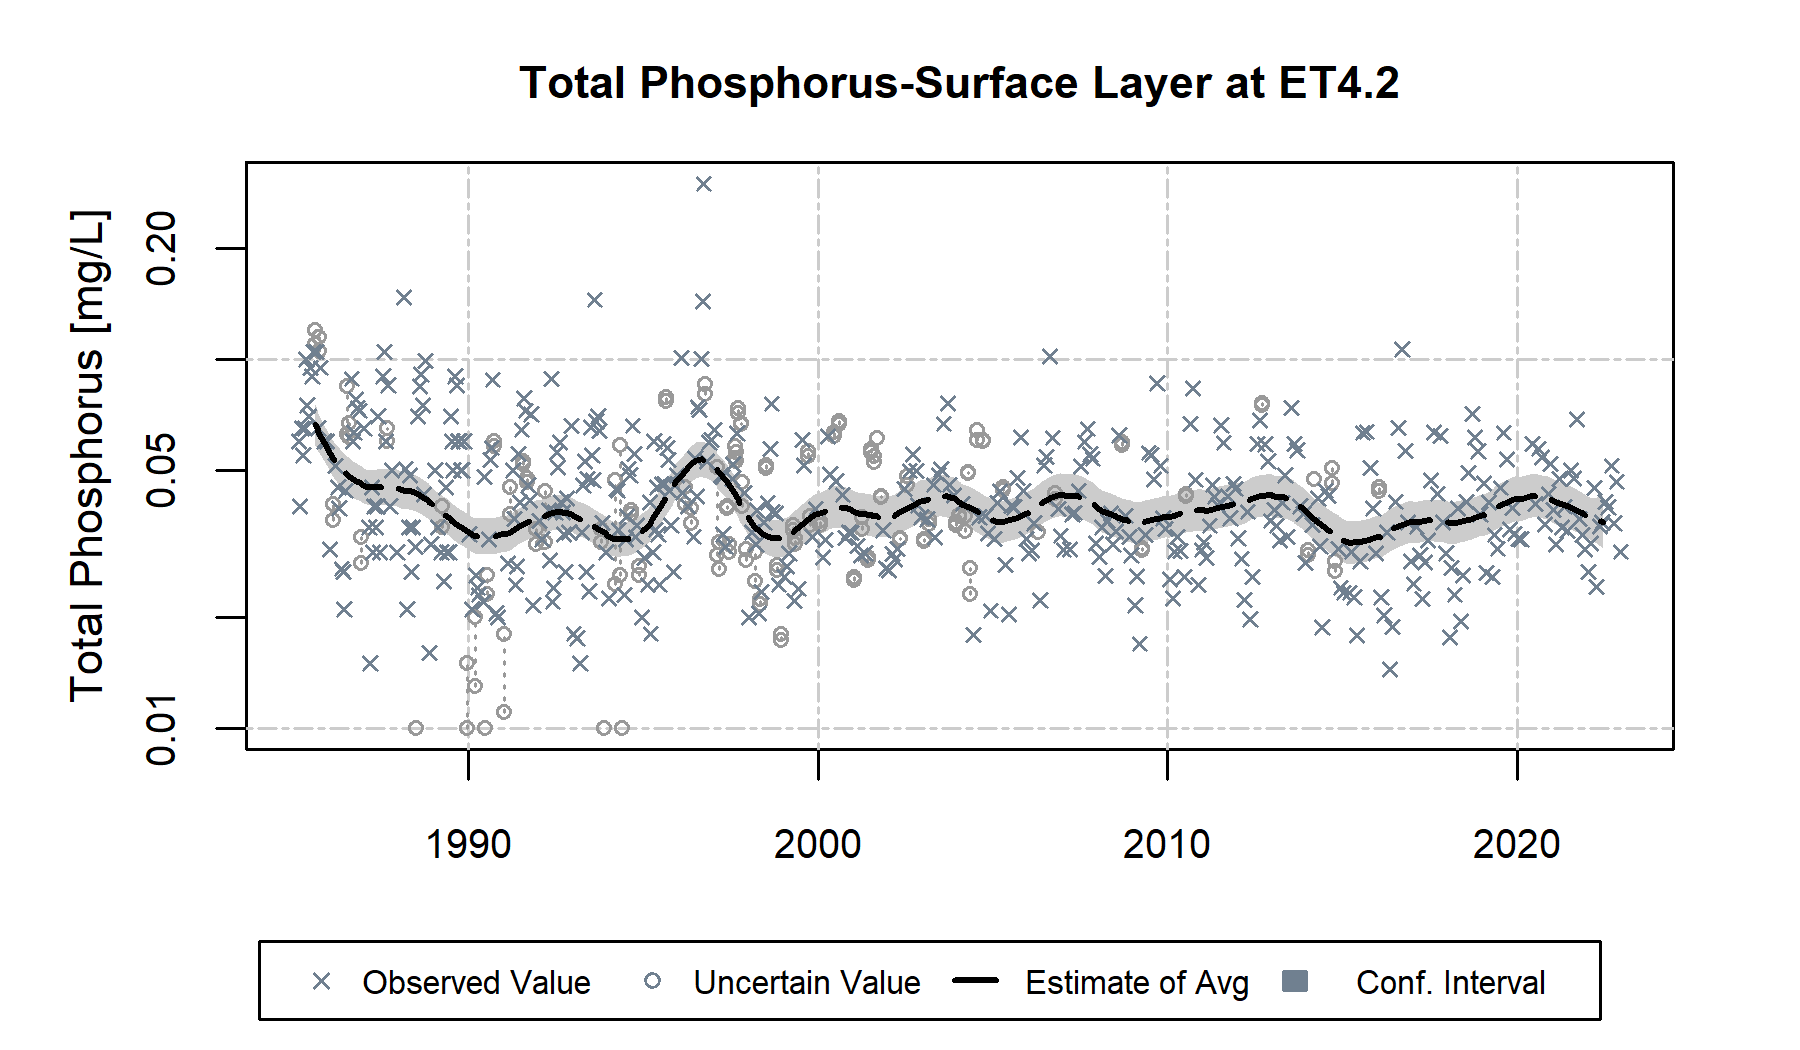 Total Phosphorus-Surface Layer at ET4.2
Total Phosphorus [mg/L]
0.20
0.05
0.01
1990 2000 2010 2020
Observed Value Uncertain Value Estimate of Avg Conf. Interval